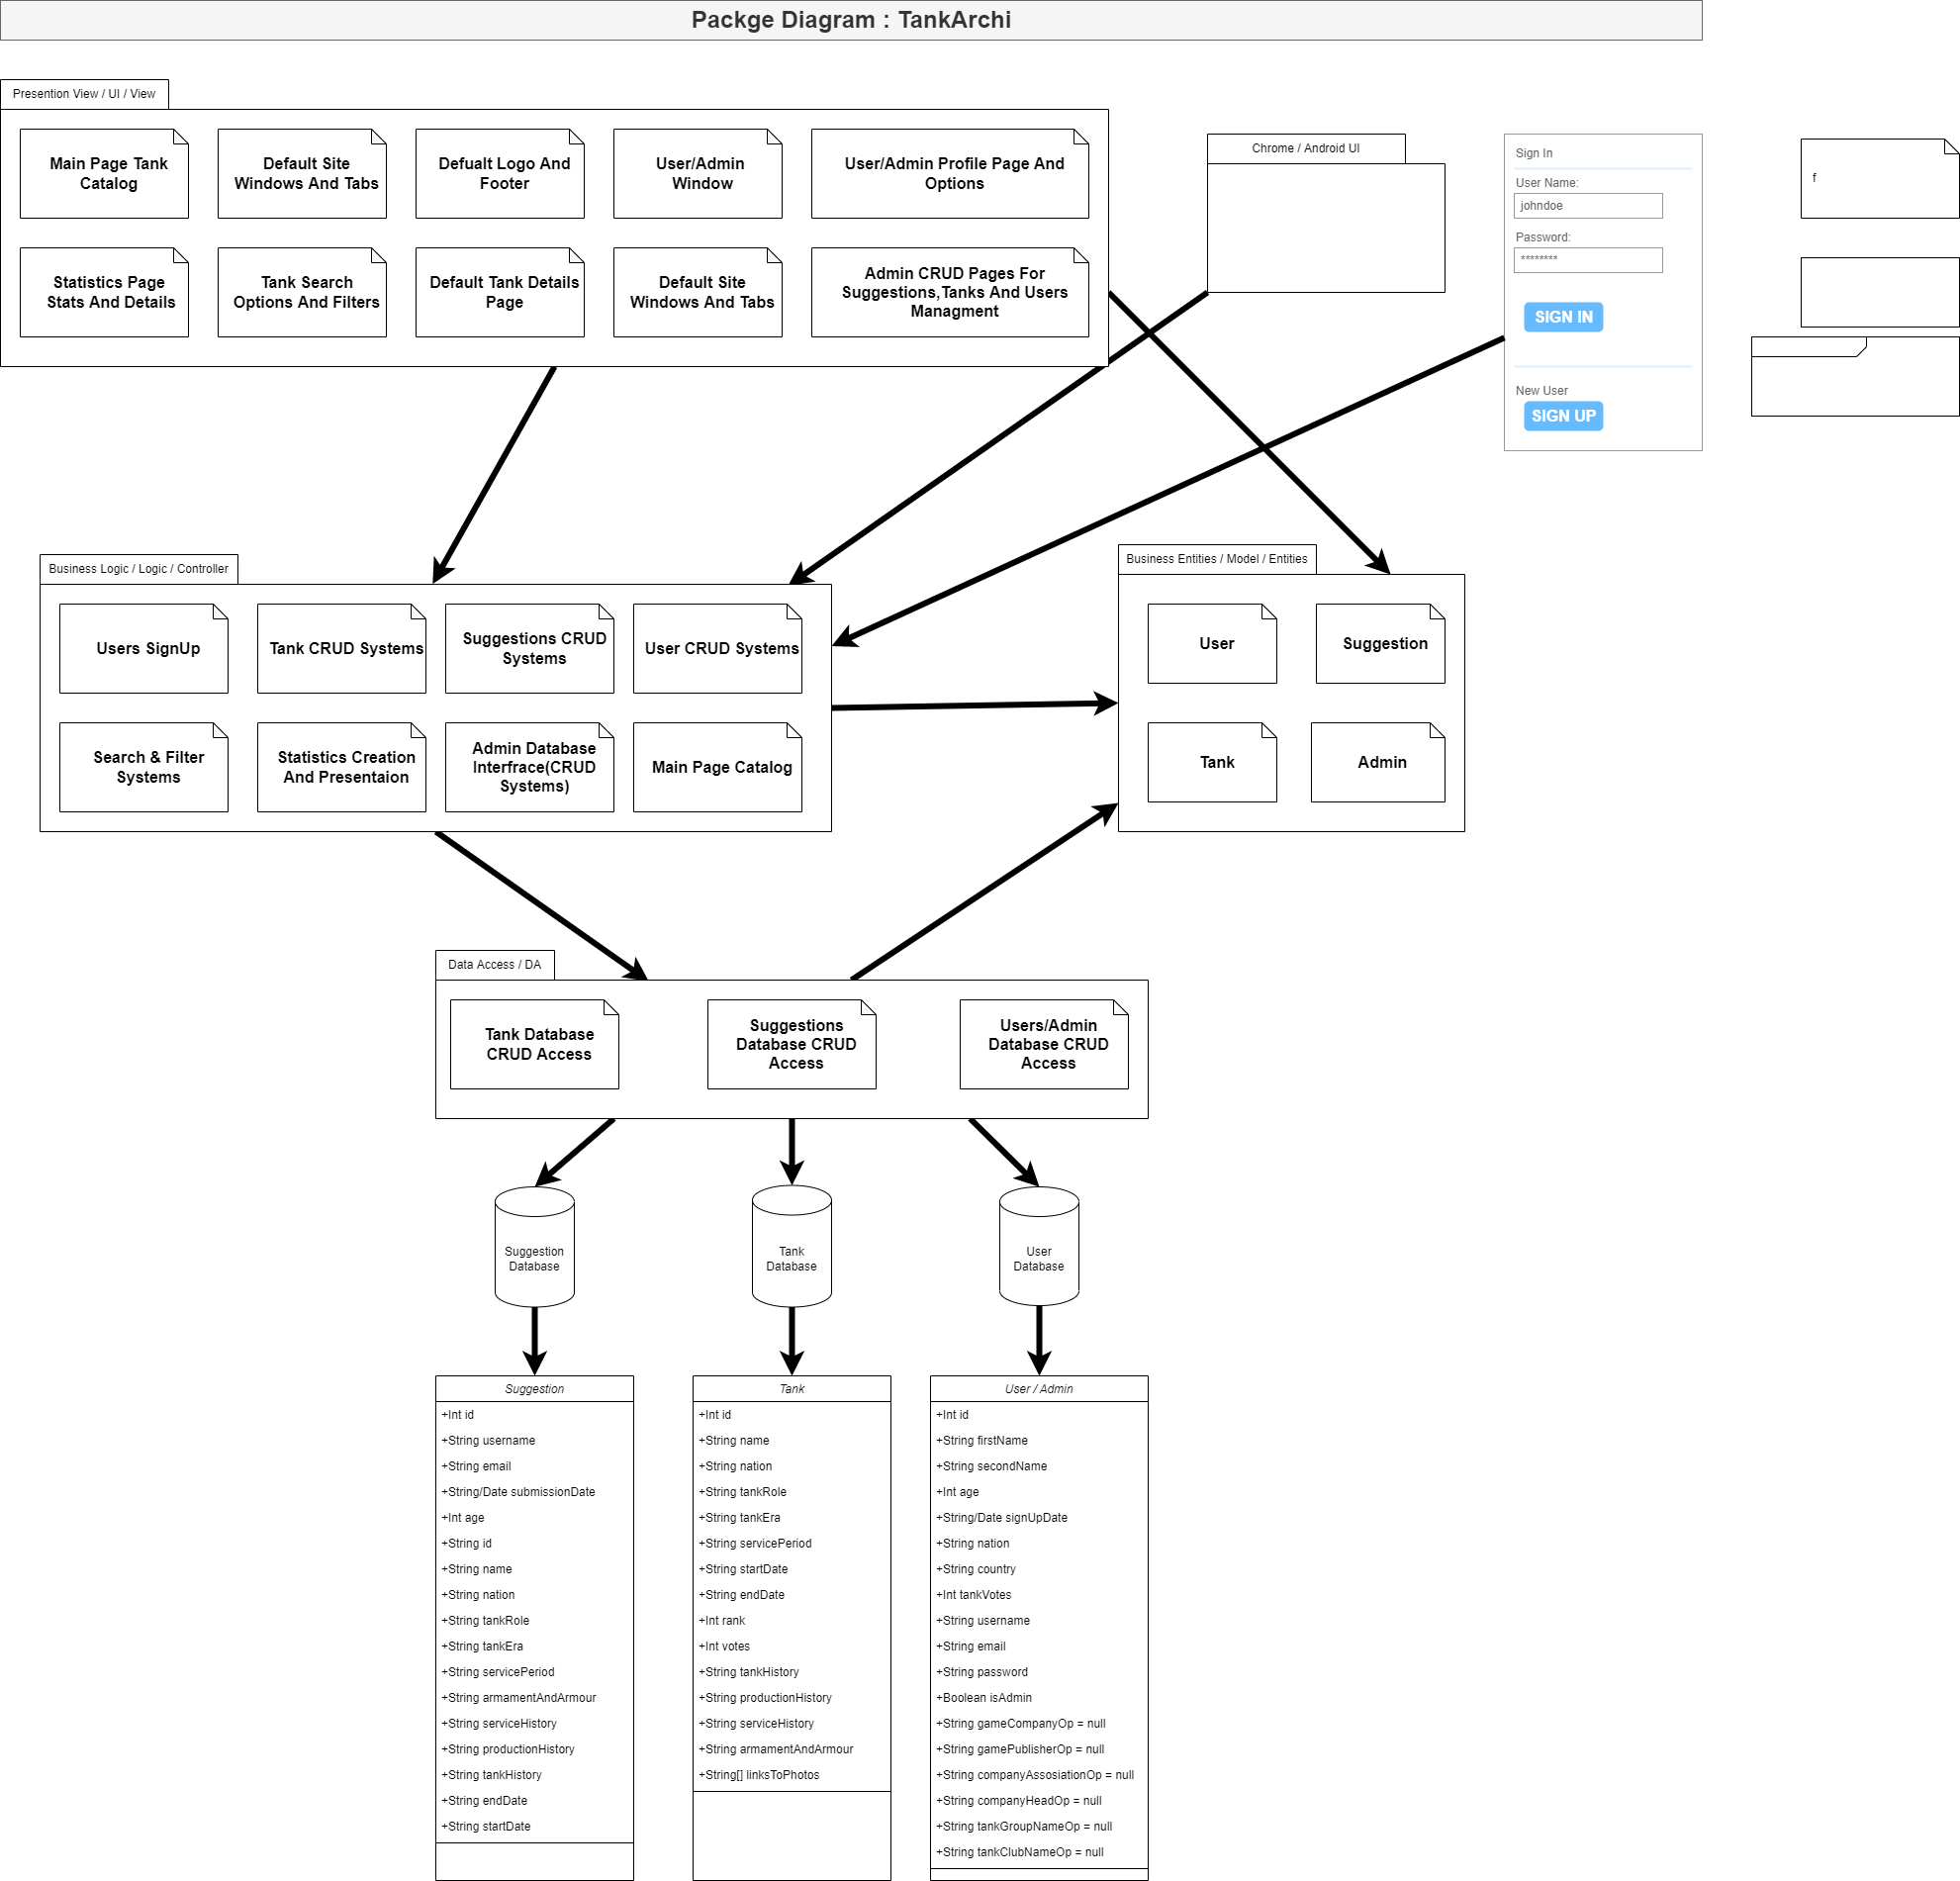 Packge Diagram : TankArchi
Presention View / UI / View
Main Page Tank
Catalog
Default Site
Windows And Tabs
Defualt Logo And
Footer
User/Admin
Window
User/Admin Profile Page And
Options
Statistics Page
Stats And Details
Tank Search
Options And Filters
Default Tank Details
Page
Default Site
Windows And Tabs
Admin CRUD Pages For
Suggestions,Tanks And Users
Managment
Chrome / Android UI
Sign In
User Name:
johndoe
Password:
********
SIGN IN
New User
SIGN UP
f
Business Logic / Logic / Controller
Users SignUp
Tank CRUD Systems
Suggestions CRUD
Systems
User CRUD Systems
Search & Filter
Systems
Statistics Creation
And Presentaion
Admin Database
Interfrace(CRUD
Systems)
Main Page Catalog
Business Entities / Model / Entities
User
Suggestion
Tank
Admin
Data Access / DA
Tank Database
CRUD Access
Suggestions
Database CRUD
Access
Users/Admin
Database CRUD
Access
Suggestion
Database
Tank
Database
User
Database
Suggestion
+Int id
+String username
+String email
+String/Date submissionDate
+Int age
+String id
+String name
+String nation
+String tankRole
+String tankEra
+String servicePeriod
+String armamentAndArmour
+String serviceHistory
+String productionHistory
+String tankHistory
+String endDate
+String startDate
Tank
+Int id
+String name
+String nation
+String tankRole
+String tankEra
+String servicePeriod
+String startDate
+String endDate
+Int rank
+Int votes
+String tankHistory
+String productionHistory
+String serviceHistory
+String armamentAndArmour
+String[] linksToPhotos
User / Admin
+Int id
+String firstName
+String secondName
+Int age
+String/Date signUpDate
+String nation
+String country
+Int tankVotes
+String username
+String email
+String password
+Boolean isAdmin
+String gameCompanyOp = null
+String gamePublisherOp = null
+String companyAssosiationOp = null
+String companyHeadOp = null
+String tankGroupNameOp = null
+String tankClubNameOp = null